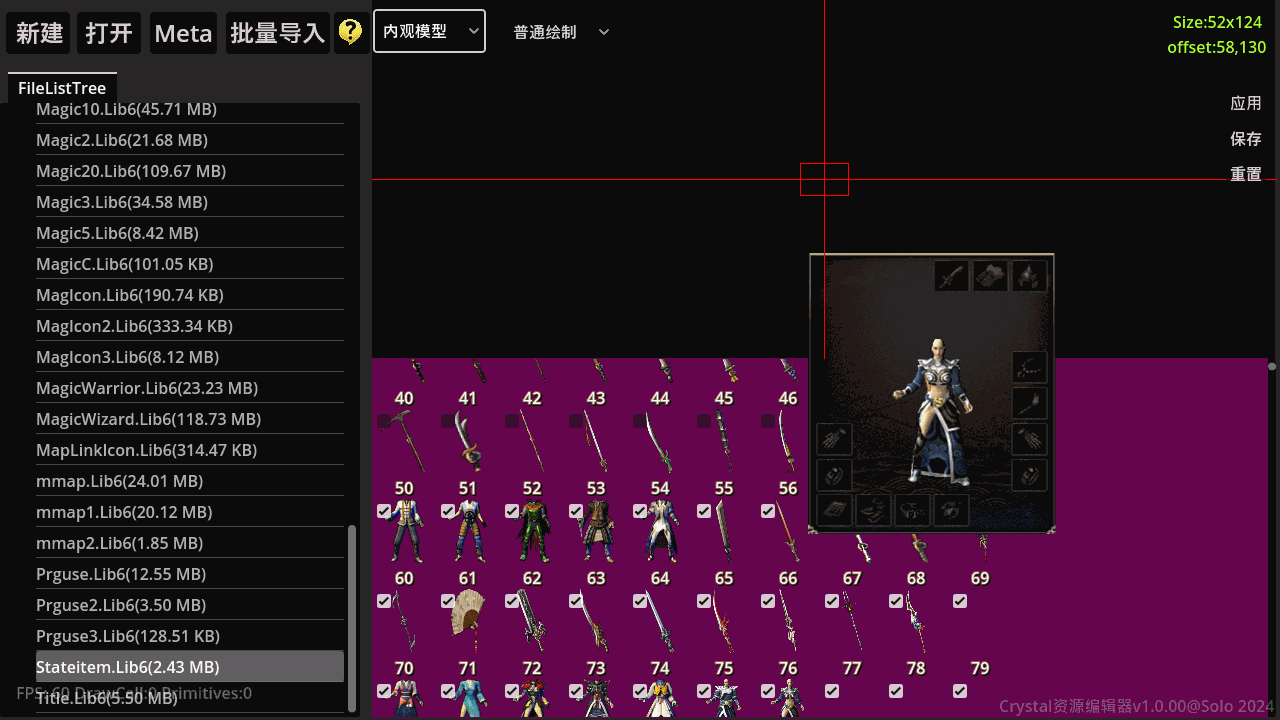 新建 打开 Meta 批量导入 ?
内观模型 普通绘制
Size:52x124
offset:58,130
应用
保存
重置
FileListTree
Magic10.Lib6(45.71 MB)
Magic2.Lib6(21.68 MB)
Magic20.Lib6(109.67 MB)
Magic3.Lib6(34.58 MB)
Magic5.Lib6(8.42 MB)
MagicC.Lib6(101.05 KB)
MagIcon.Lib6(190.74 KB)
MagIcon2.Lib6(333.34 KB)
MagIcon3.Lib6(8.12 MB)
MagicWarrior.Lib6(23.23 MB)
MagicWizard.Lib6(118.73 MB)
MapLinkIcon.Lib6(314.47 KB)
mmap.Lib6(24.01 MB)
mmap1.Lib6(20.12 MB)
mmap2.Lib6(1.85 MB)
Prguse.Lib6(12.55 MB)
Prguse2.Lib6(3.50 MB)
Prguse3.Lib6(128.51 KB)
Stateitem.Lib6(2.43 MB)
FPS: 60 DrawCall:0 Primitives:0
Title.Lib6(5.50 MB)
40 41 42 43 44 45 46
50 51 52 53 54 55 56
60 61 62 63 64 65 66 67 68 69
70 71 72 73 74 75 76 77 78 79
Crystal资源编辑器v1.0.00@Solo 2024